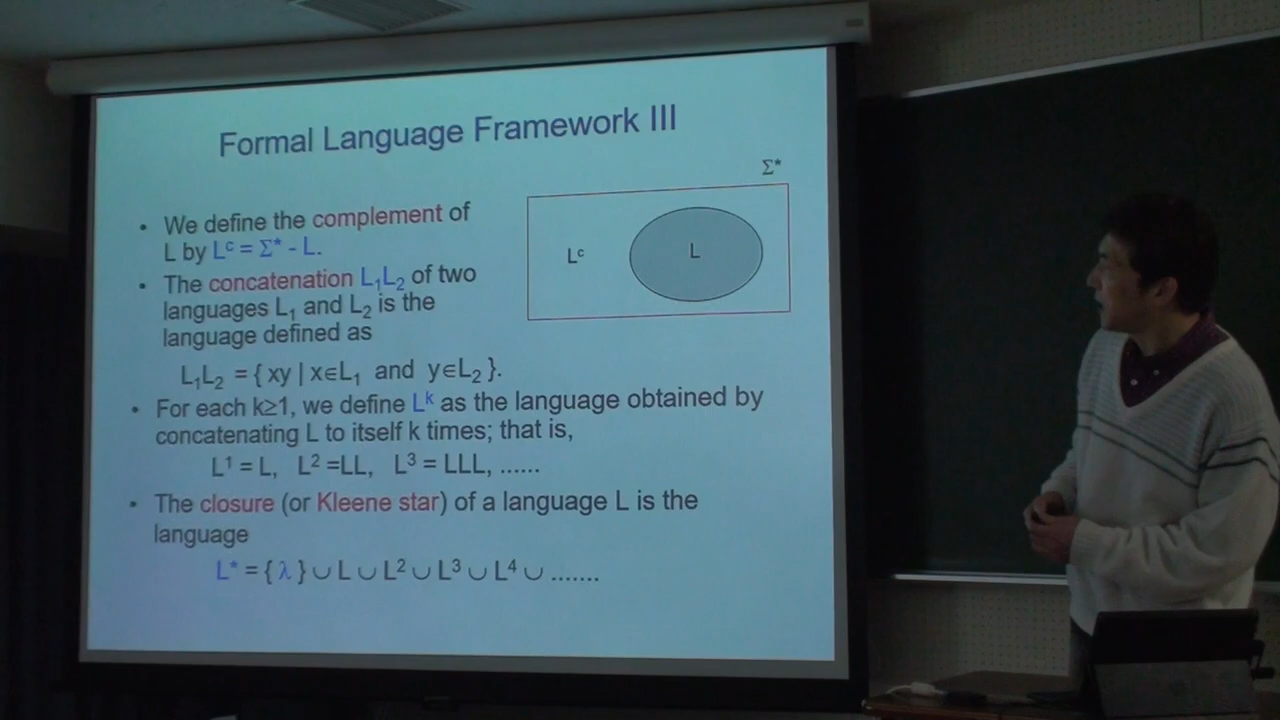 Formal Language Framework III
Σ*
• We define the complement of
L by Lᶜ = Σ* - L.
Lᶜ
L
• The concatenation L₁L₂ of two
languages L₁ and L₂ is the
language defined as
L₁L₂ = { xy | x∈L₁ and y∈L₂ }.
• For each k≥1, we define Lᵏ as the language obtained by
concatenating L to itself k times; that is,
L¹ = L, L² =LL, L³ = LLL, ......
• The closure (or Kleene star) of a language L is the
language
L* = { λ } ∪ L ∪ L² ∪ L³ ∪ L⁴ ∪ .......